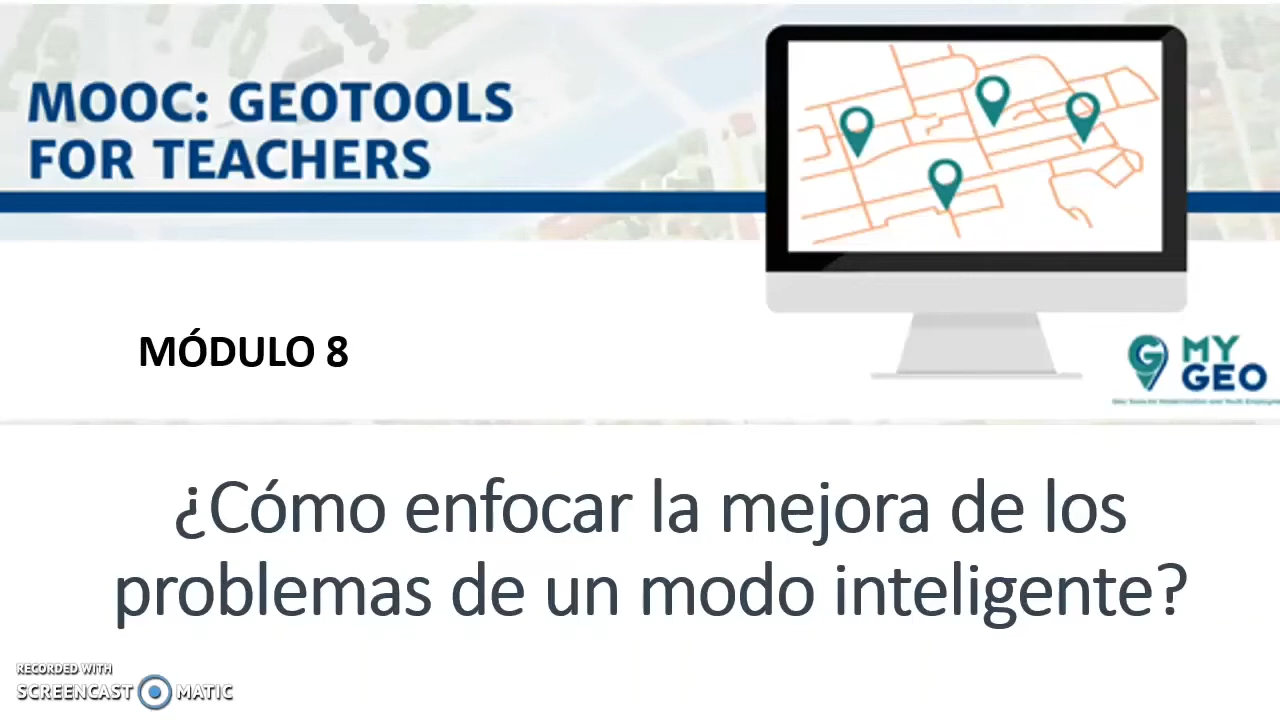 MOOC: GEOTOOLS
FOR TEACHERS
MÓDULO 8
G MY
GEO
¿Cómo enfocar la mejora de los
problemas de un modo inteligente?
RECORDED WITH
SCREENCAST MATIC